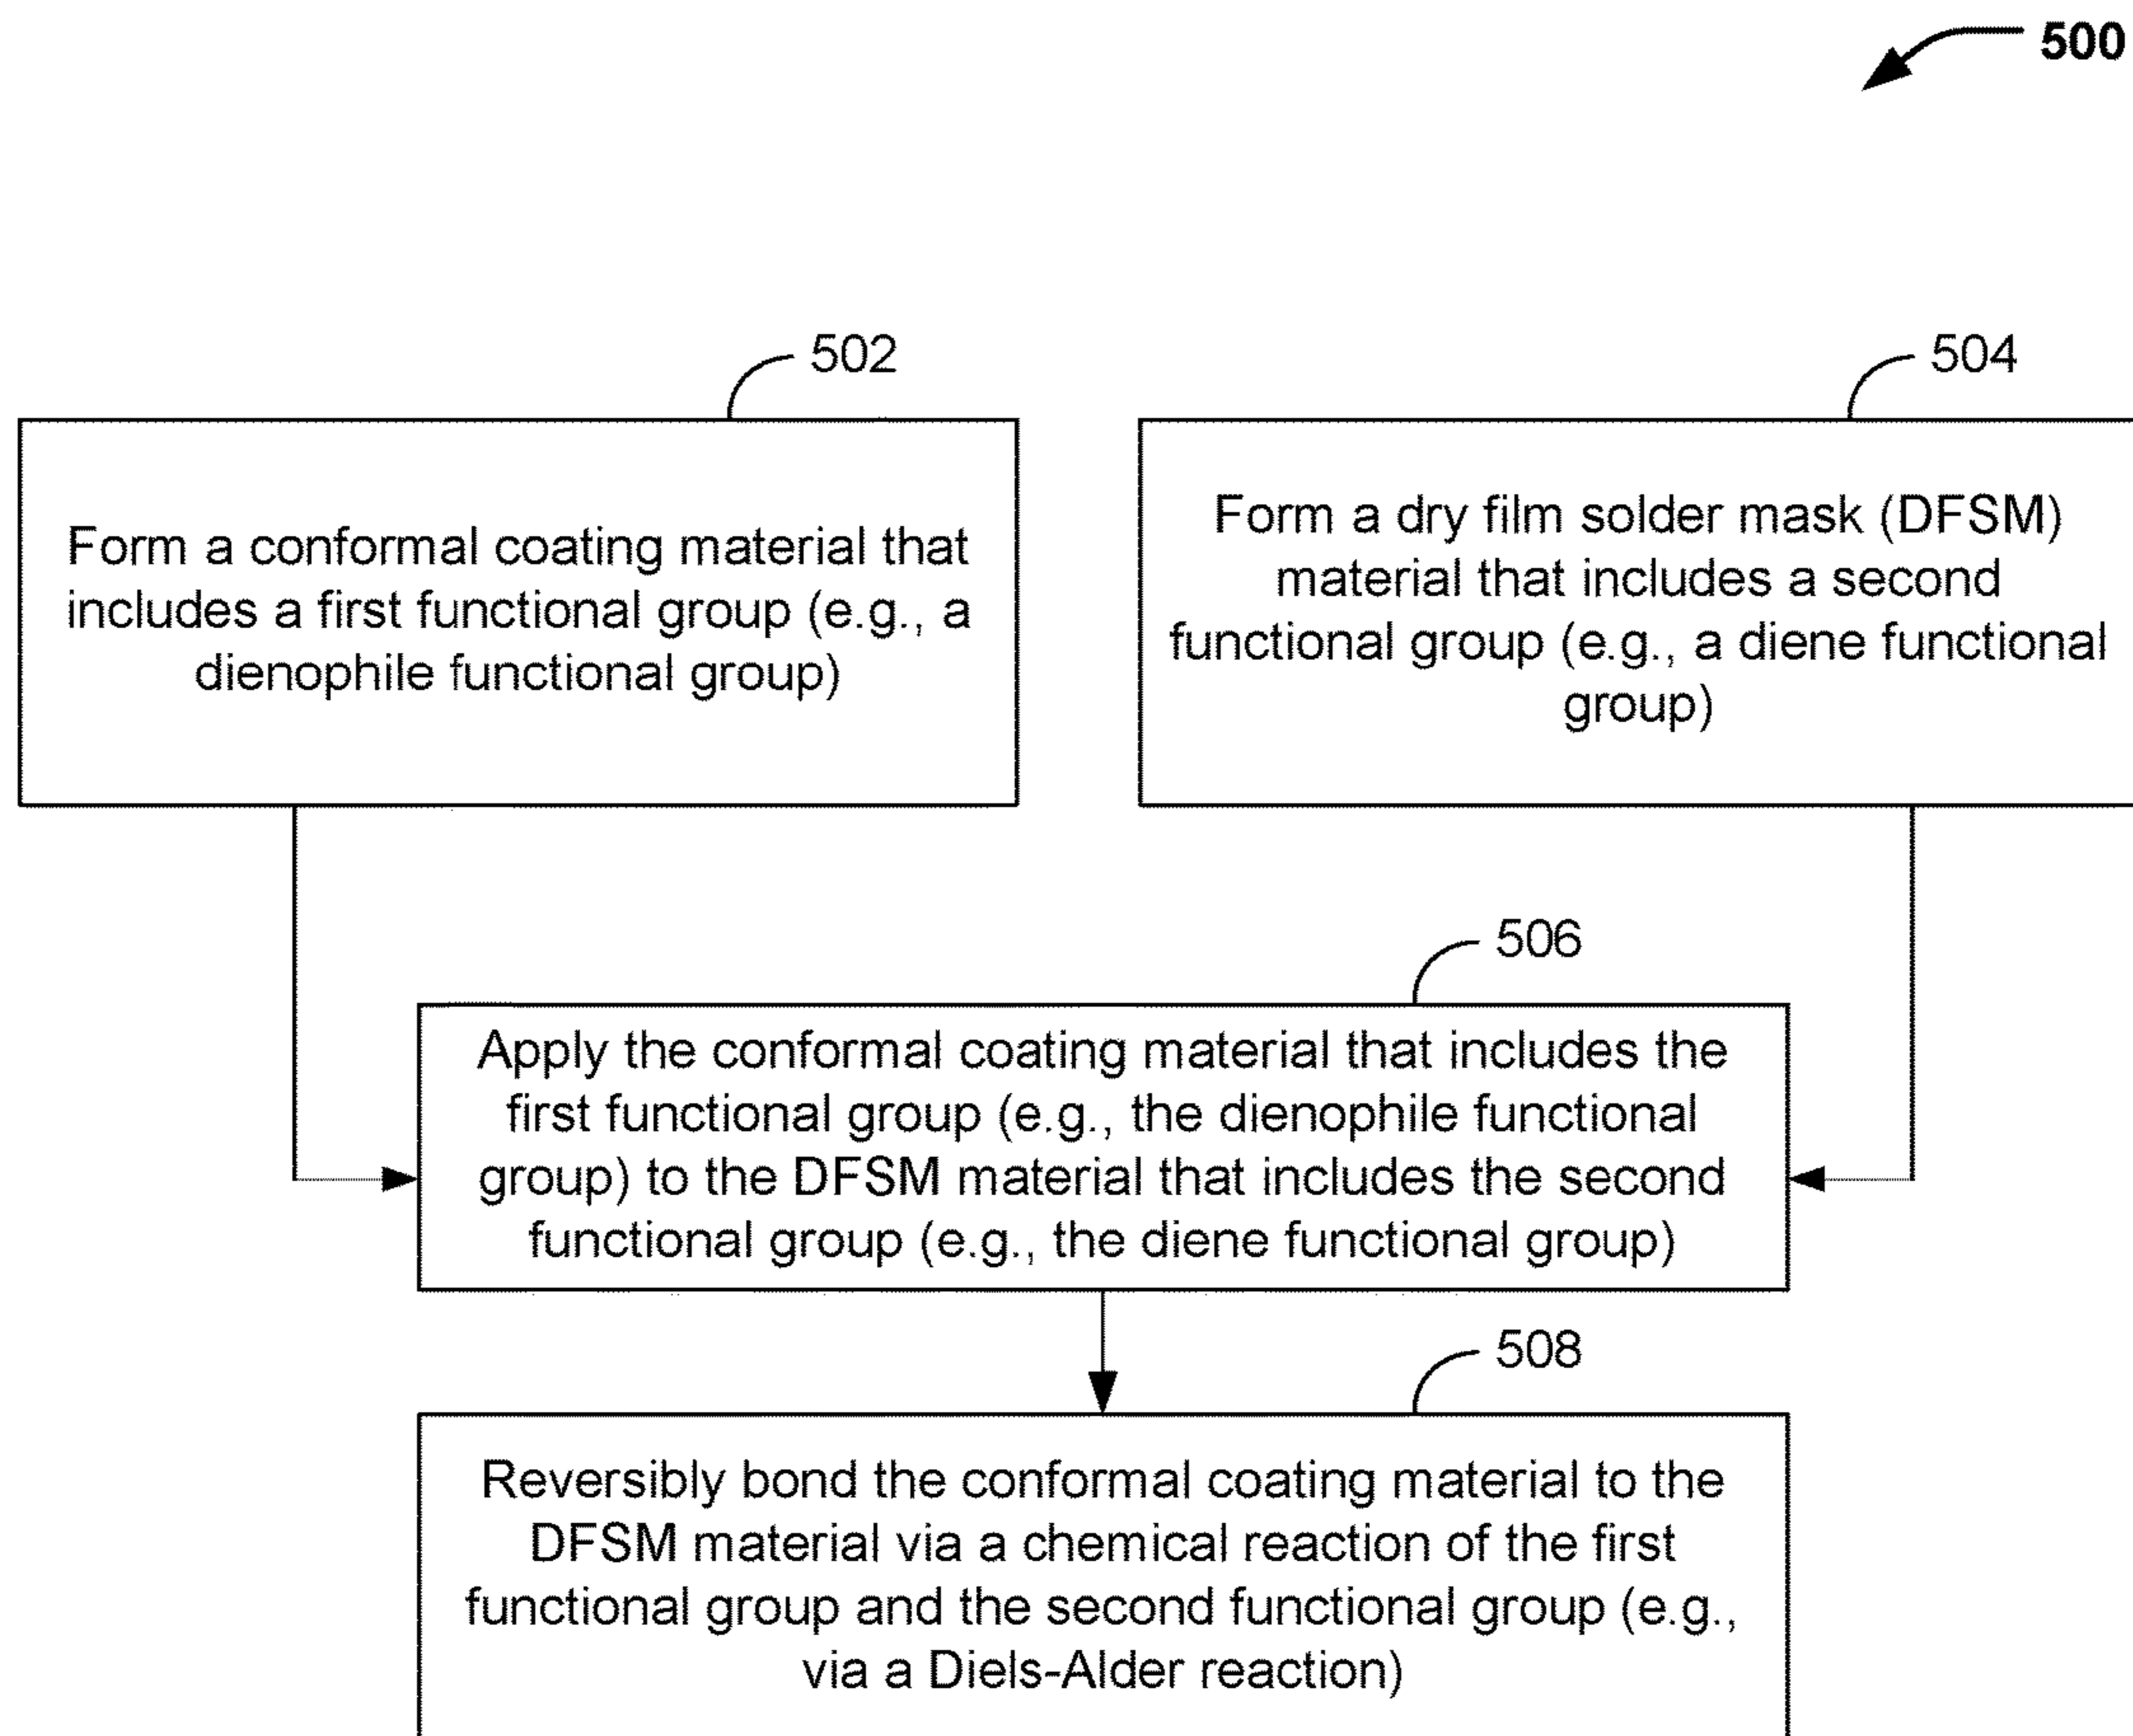 500
502
Form a conformal coating material that
includes a first functional group (e.g., a
dienophile functional group)
504
Form a dry film solder mask (DFSM)
material that includes a second
functional group (e.g., a diene functional
group)
506
Apply the conformal coating material that includes the
first functional group (e.g., the dienophile functional
group) to the DFSM material that includes the second
functional group (e.g., the diene functional group)
508
Reversibly bond the conformal coating material to the
DFSM material via a chemical reaction of the first
functional group and the second functional group (e.g.,
via a Diels-Alder reaction)